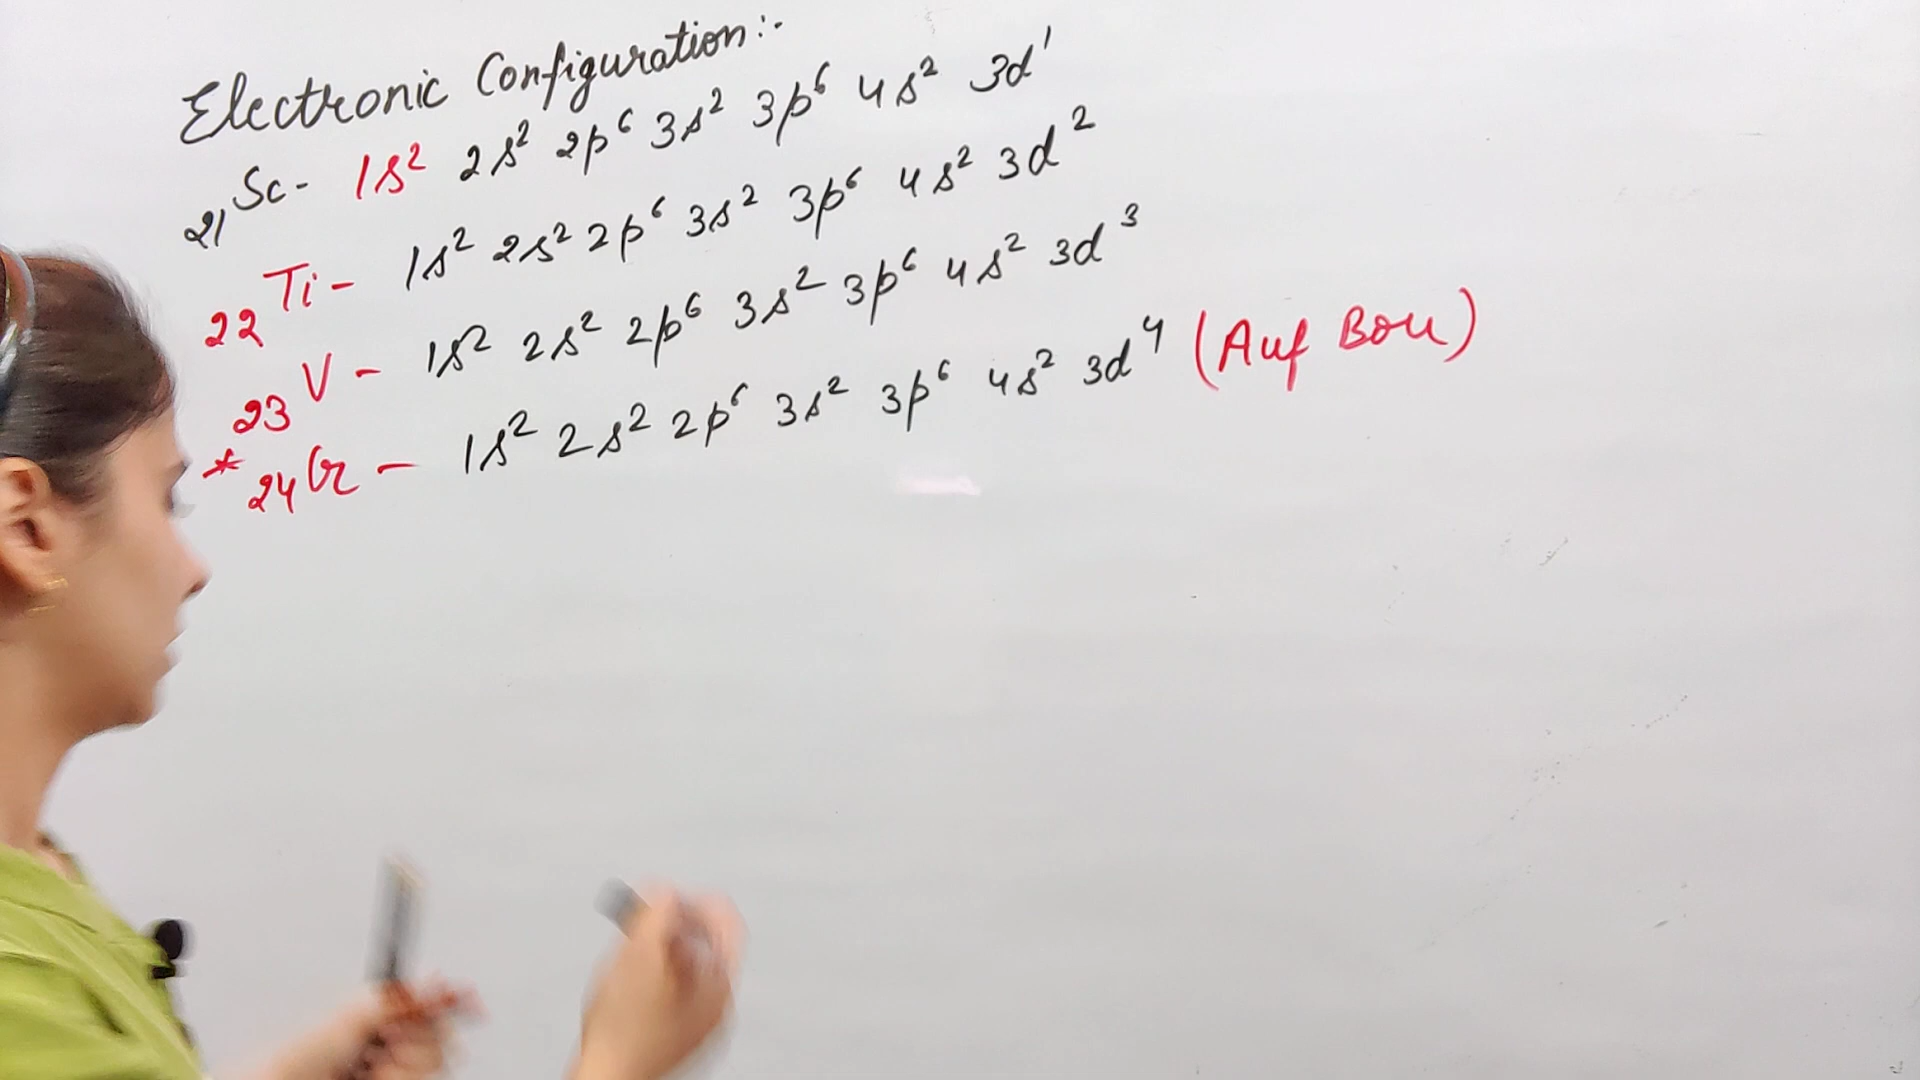 Electronic Configuration:-
₂₁Sc- 1s² 2s² 2p⁶ 3s² 3p⁶ 4s² 3d¹
₂₂Ti- 1s² 2s² 2p⁶ 3s² 3p⁶ 4s² 3d²
₂₃V- 1s² 2s² 2p⁶ 3s² 3p⁶ 4s² 3d³
*₂₄Cr- 1s² 2s² 2p⁶ 3s² 3p⁶ 4s² 3d⁴ (Auf Bau)